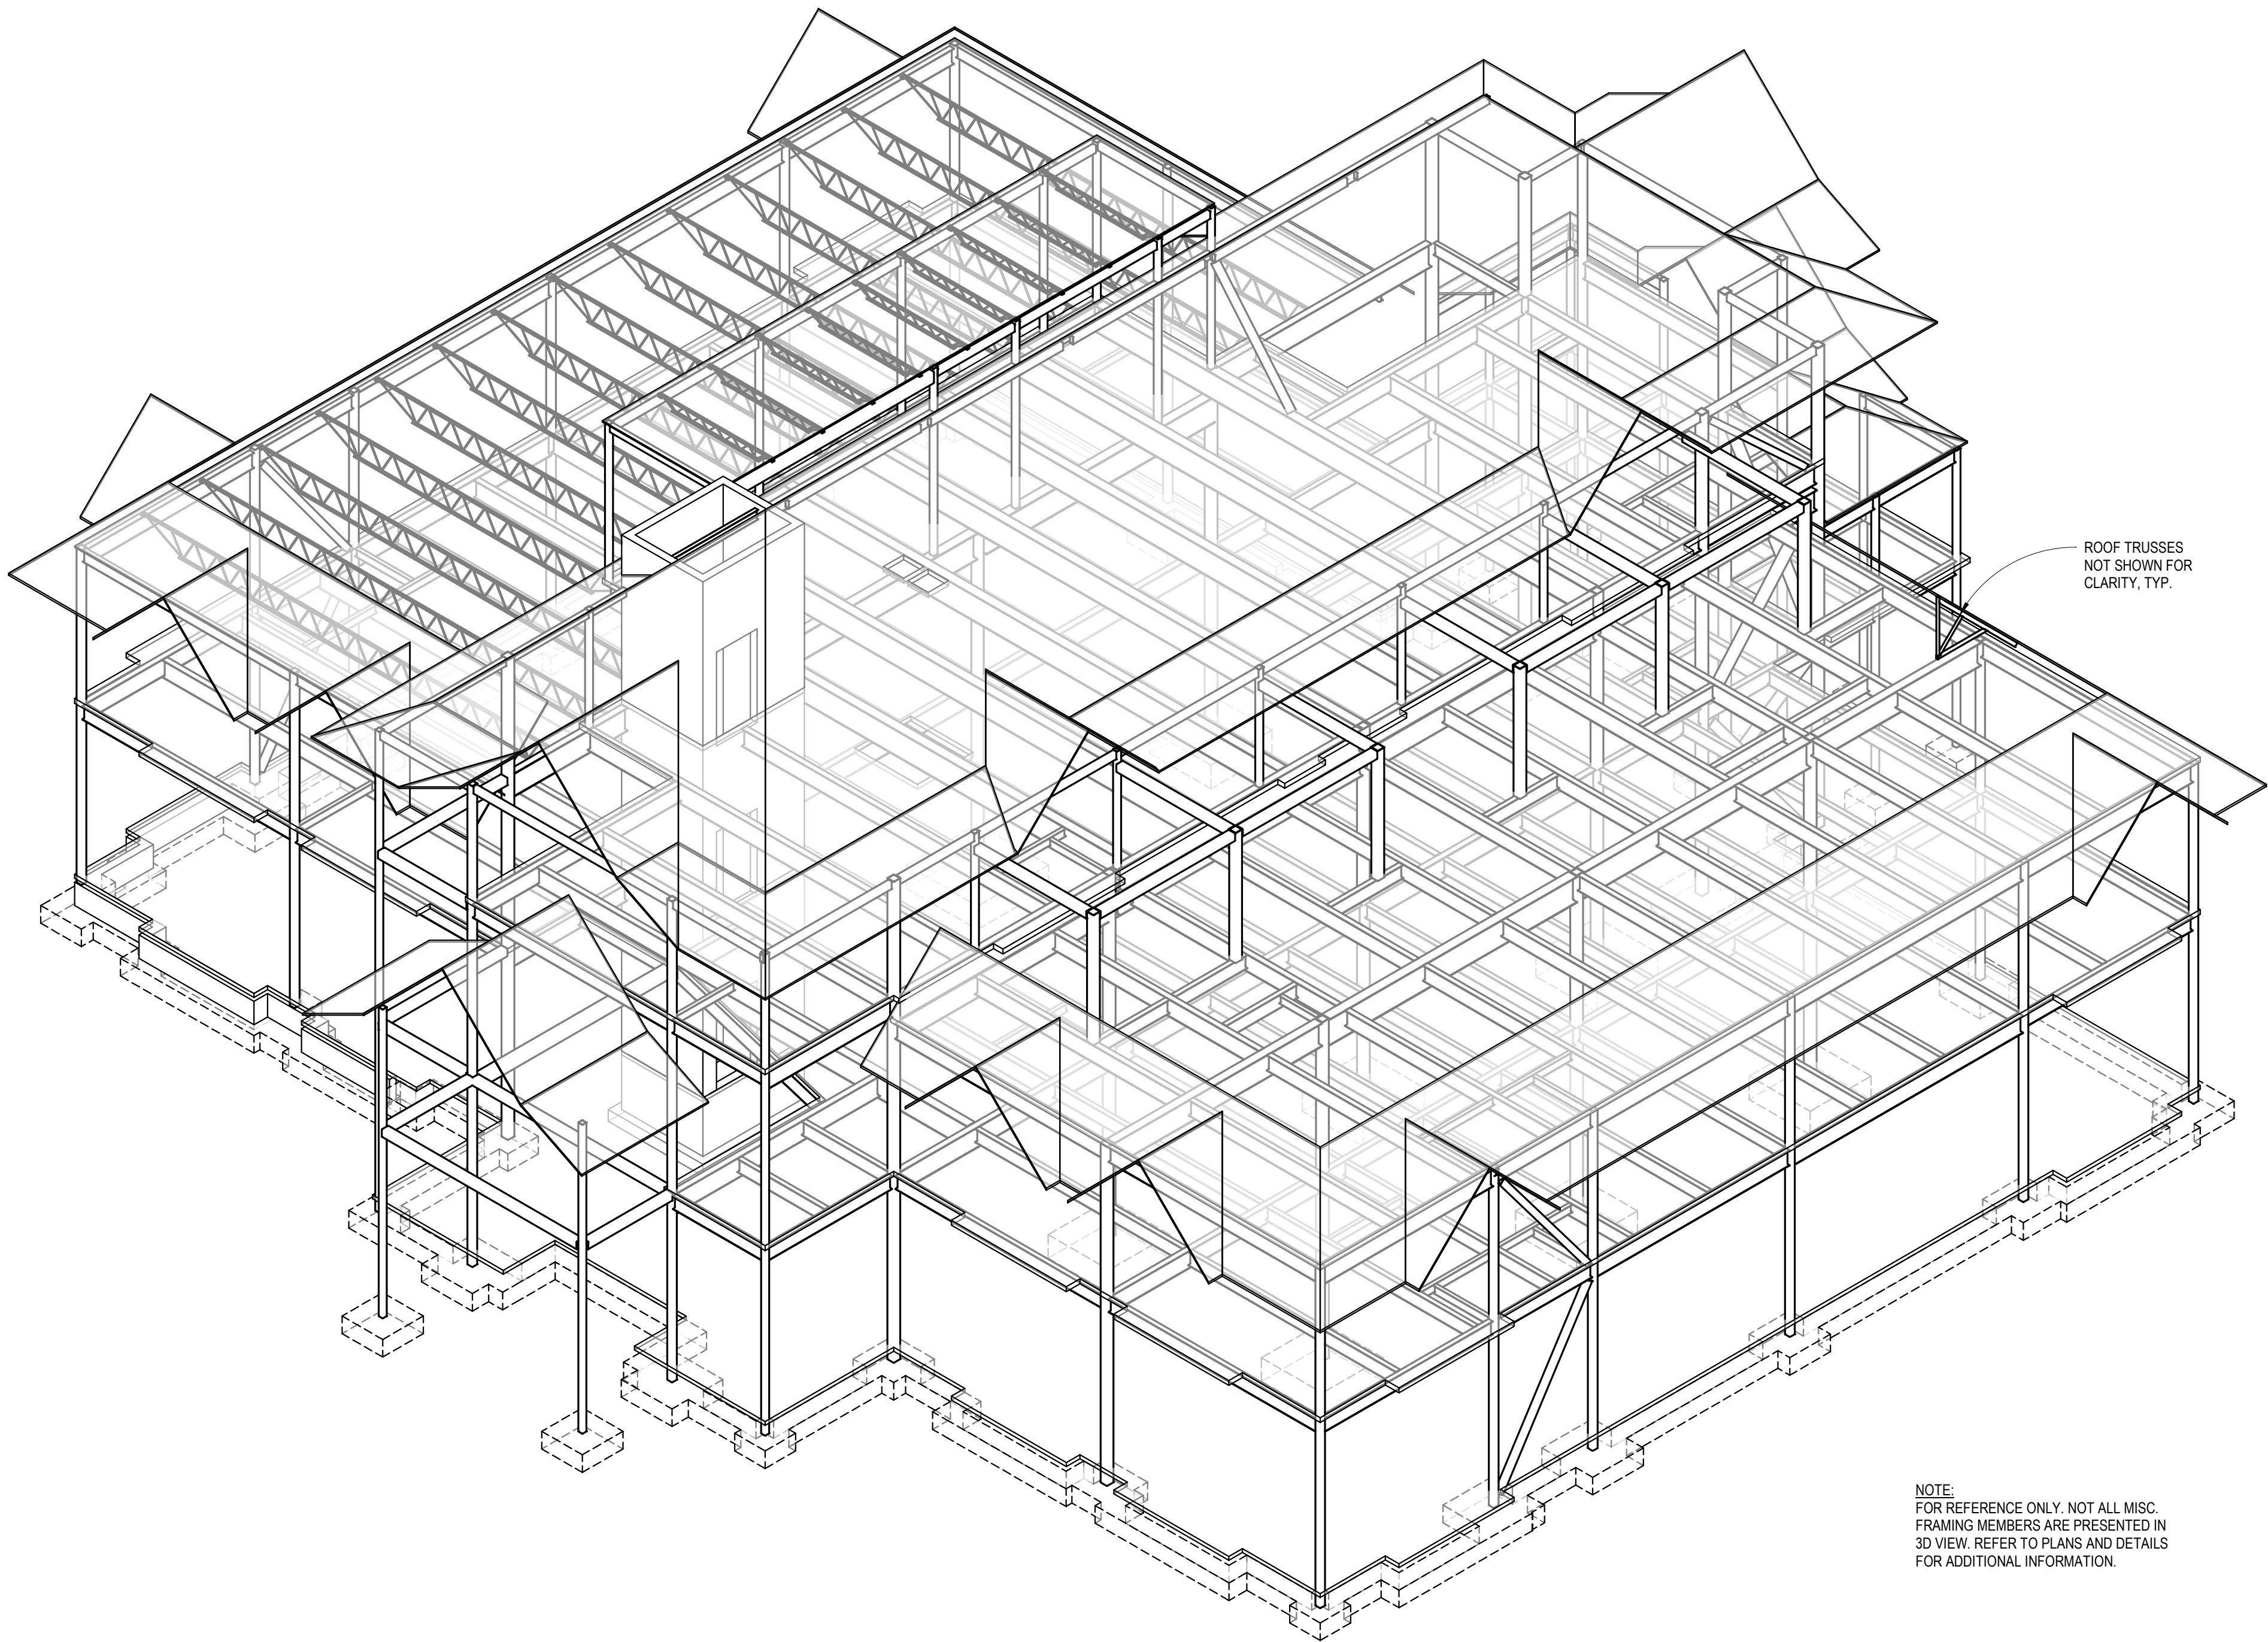 ROOF TRUSSES
NOT SHOWN FOR
CLARITY, TYP.
NOTE:
FOR REFERENCE ONLY. NOT ALL MISC.
FRAMING MEMBERS ARE PRESENTED IN
3D VIEW. REFER TO PLANS AND DETAILS
FOR ADDITIONAL INFORMATION.